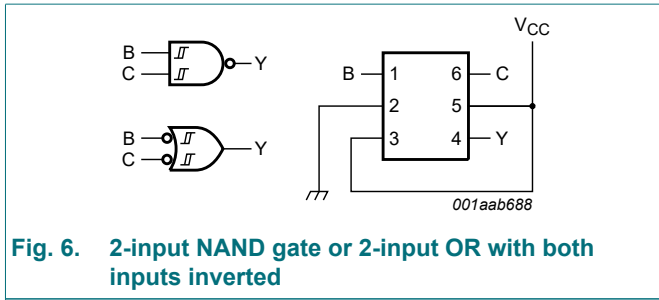 V_CC
B
C
Y
B
C
Y
B 1 6 C
2 5
3 4 Y
001aab688
Fig. 6. 2-input NAND gate or 2-input OR with both
inputs inverted